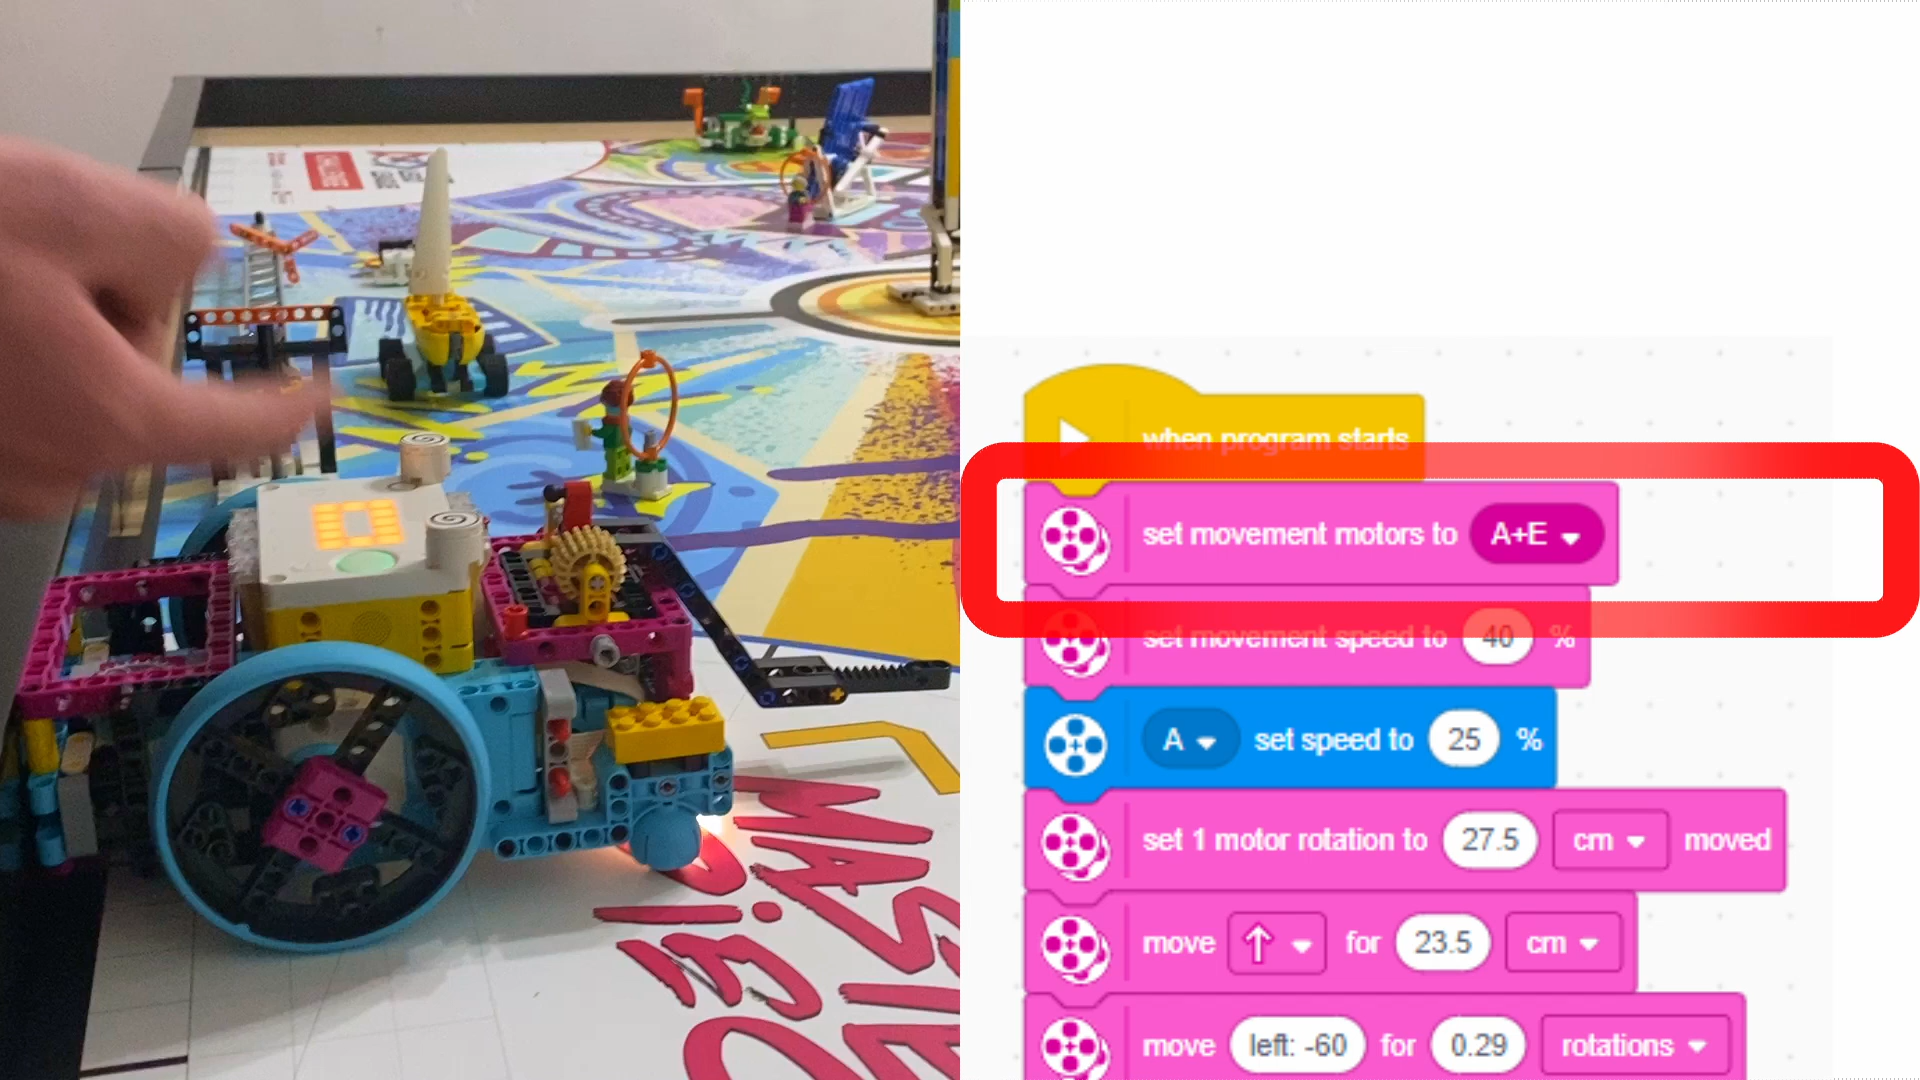 when program starts
set movement motors to A+E
set movement speed to 40 %
A set speed to 25 %
set 1 motor rotation to 27.5 cm moved
move for 23.5 cm
move left: -60 for 0.29 rotations